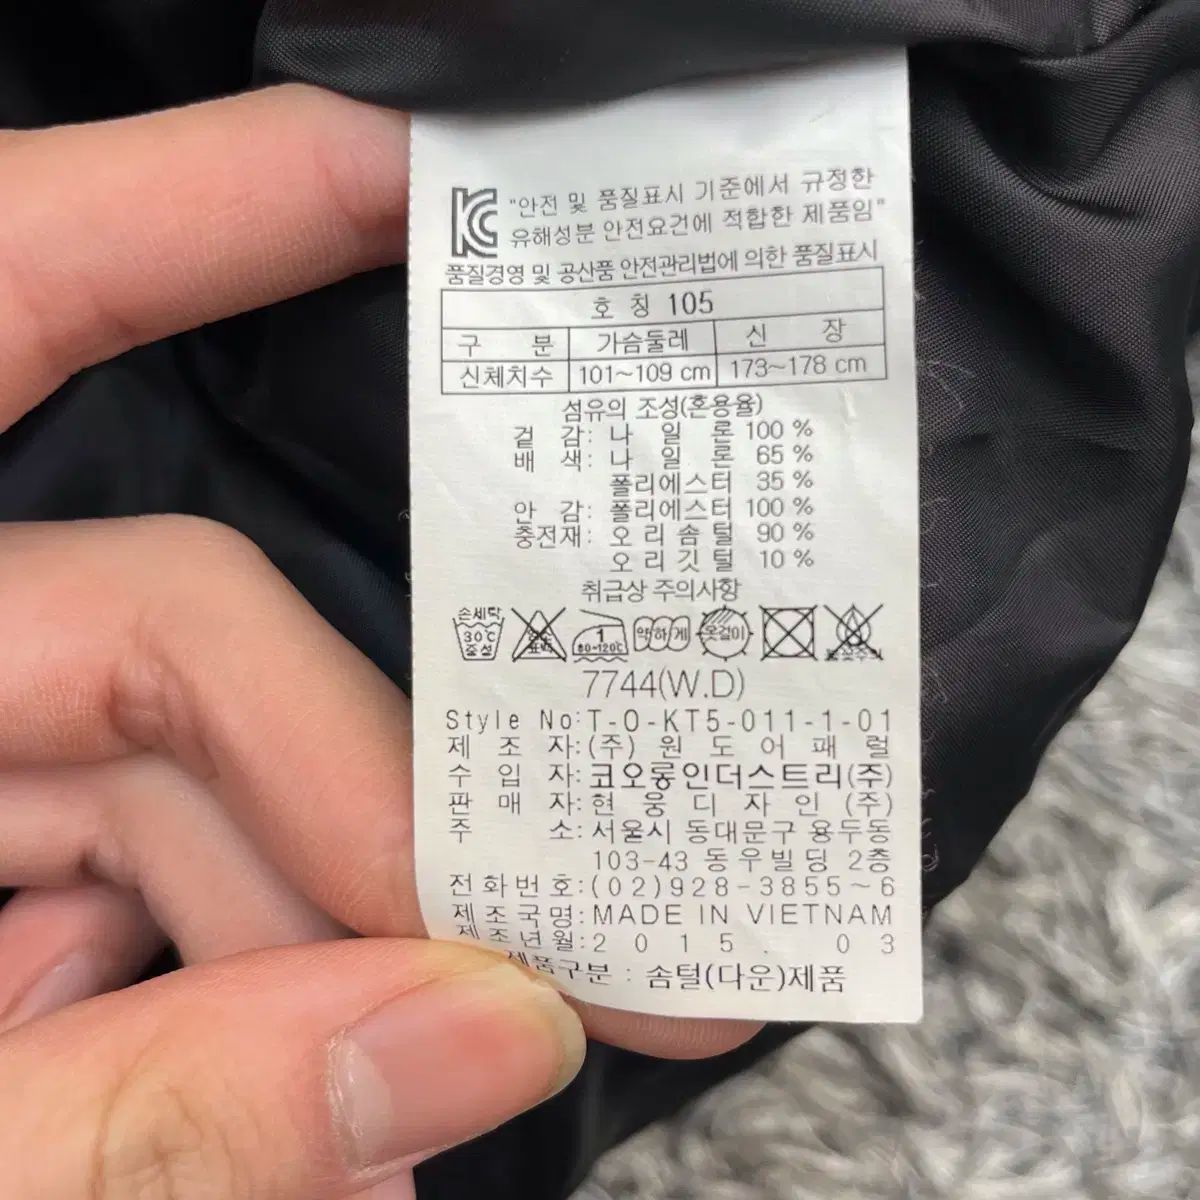 KC "안전 및 품질표시 기준에서 규정한
유해성분 안전요건에 적합한 제품임"
품질경영 및 공산품 안전관리법에 의한 품질표시
호 칭 105
구 분 가슴둘레 신 장
신체치수 101~109 cm 173~178 cm
섬유의 조성(혼용율)
겉 감: 나 일 론 100 %
배 색: 나 일 론 65 %
폴리에스터 35 %
안 감: 폴리에스터 100 %
충전재: 오 리 솜 털 90 %
오 리 깃 털 10 %
취급상 주의사항
손세탁 30℃ 중성 1 80-120℃ 약하게 옷걸이
7744(W.D)
Style No: T-O-KT5-011-1-01
제 조 자: (주) 원 도 어 패 럴
수 입 자: 코오롱인더스트리(주)
판 매 자: 현 웅 디 자 인 (주)
주 소: 서울시 동대문구 용두동
103-43 동우빌딩 2층
전화번호: (02)928-3855~6
제조국명: MADE IN VIETNAM
제조년월: 2015. 03
제품구분 : 솜털(다운)제품